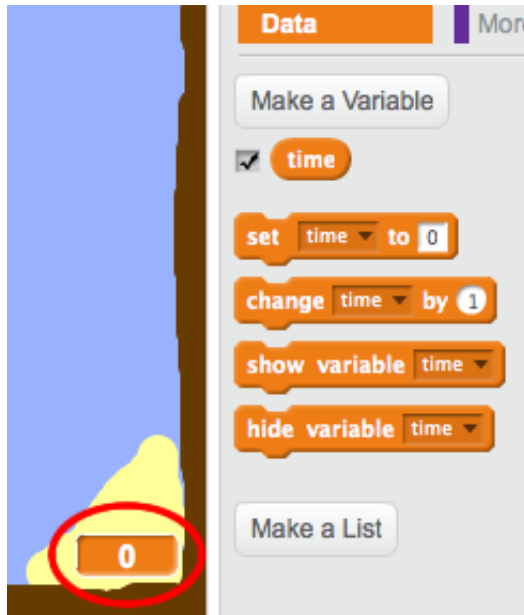 Data
More
Make a Variable
time
set time to 0
change time by 1
show variable time
hide variable time
0
Make a List